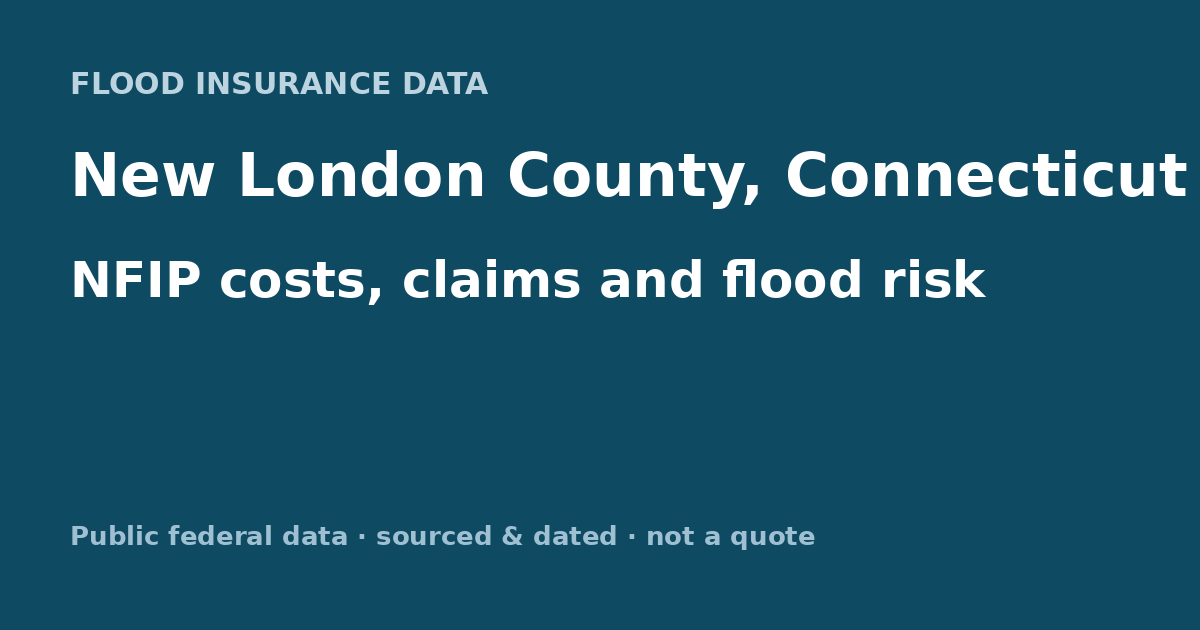 FLOOD INSURANCE DATA
New London County, Connecticut
NFIP costs, claims and flood risk
Public federal data · sourced & dated · not a quote